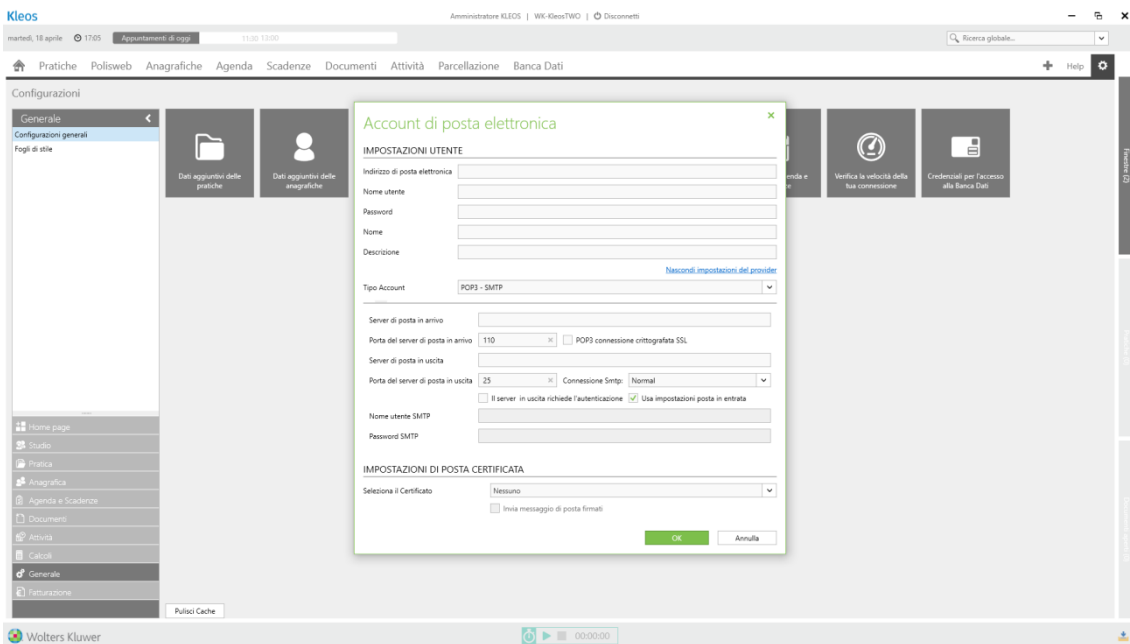 Kleos
Amministratore KLEOS | WK-KleosTWO | Disconnetti
martedì, 18 aprile 17:05 Appuntamenti di oggi 11:30 13:00 Ricerca globale...
Pratiche Polisweb Anagrafiche Agenda Scadenze Documenti Attività Parcellazione Banca Dati Help
Configurazioni
Generale
Configurazioni generali
Fogli di stile
Dati aggiuntivi delle
pratiche
Dati aggiuntivi delle
anagrafiche
enda e
Verifica la velocità della
tua connessione
Credenziali per l'accesso
alla Banca Dati
Finestre (2)
Account di posta elettronica
IMPOSTAZIONI UTENTE
Indirizzo di posta elettronica
Nome utente
Password
Nome
Descrizione
Nascondi impostazioni del provider
Tipo Account POP3 - SMTP
Server di posta in arrivo
Porta del server di posta in arrivo 110 POP3 connessione crittografata SSL
Server di posta in uscita
Porta del server di posta in uscita 25 Connessione Smtp: Normal
Il server in uscita richiede l'autenticazione Usa impostazioni posta in entrata
Nome utente SMTP
Password SMTP
IMPOSTAZIONI DI POSTA CERTIFICATA
Seleziona il Certificato Nessuno
Invia messaggio di posta firmati
OK Annulla
Home page
Studio
Pratica
Anagrafica
Agenda e Scadenze
Documenti
Attività
Calcoli
Generale
Fatturazione
Pulisci Cache
Wolters Kluwer 00:00:00